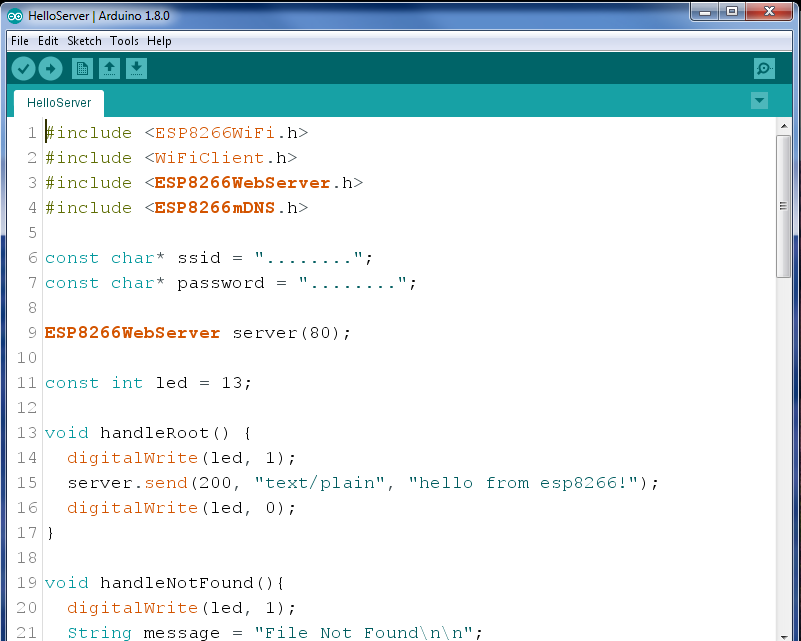 HelloServer | Arduino 1.8.0
File Edit Sketch Tools Help
HelloServer
1 #include <ESP8266WiFi.h>
2 #include <WiFiClient.h>
3 #include <ESP8266WebServer.h>
4 #include <ESP8266mDNS.h>
5
6 const char* ssid = "........";
7 const char* password = "........";
8
9 ESP8266WebServer server(80);
10
11 const int led = 13;
12
13 void handleRoot() {
14   digitalWrite(led, 1);
15   server.send(200, "text/plain", "hello from esp8266!");
16   digitalWrite(led, 0);
17 }
18
19 void handleNotFound(){
20   digitalWrite(led, 1);
21   String message = "File Not Found\n\n";